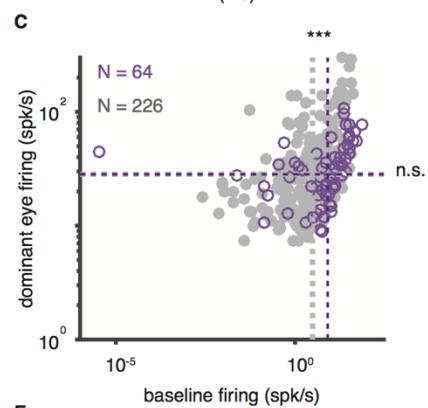 C
***
N = 64
N = 226
10²
n.s.
dominant eye firing (spk/s)
10⁰
10⁻⁵
10⁰
baseline firing (spk/s)